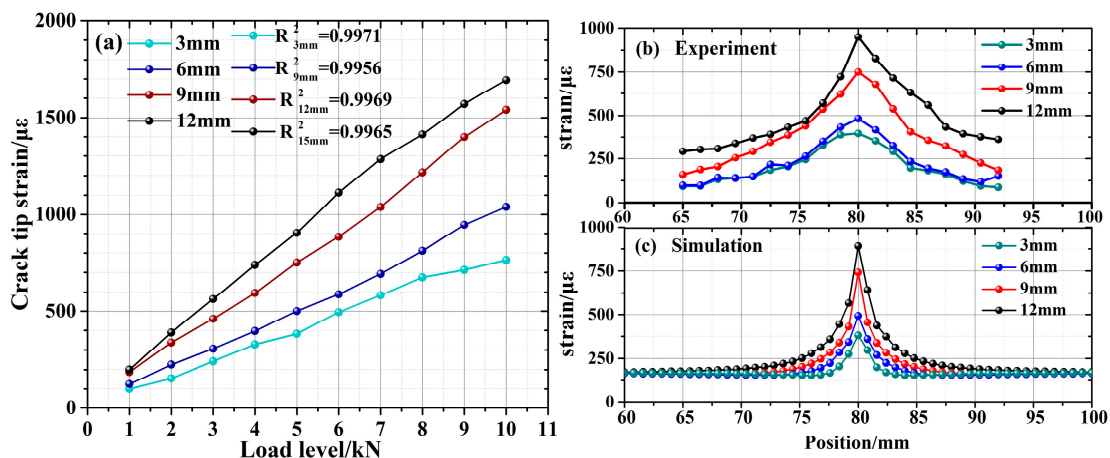 (a)
3mm
6mm
9mm
12mm
R²3mm=0.9971
R²9mm=0.9956
R²12mm=0.9969
R²15mm=0.9965
2000
1500
1000
500
0
0 1 2 3 4 5 6 7 8 9 10 11
Crack tip strain/με
Load level/kN
(b) Experiment
3mm
6mm
9mm
12mm
1000
750
500
250
0
60 65 70 75 80 85 90 95 100
strain/με
(c) Simulation
3mm
6mm
9mm
12mm
1000
750
500
250
0
60 65 70 75 80 85 90 95 100
strain/με
Position/mm